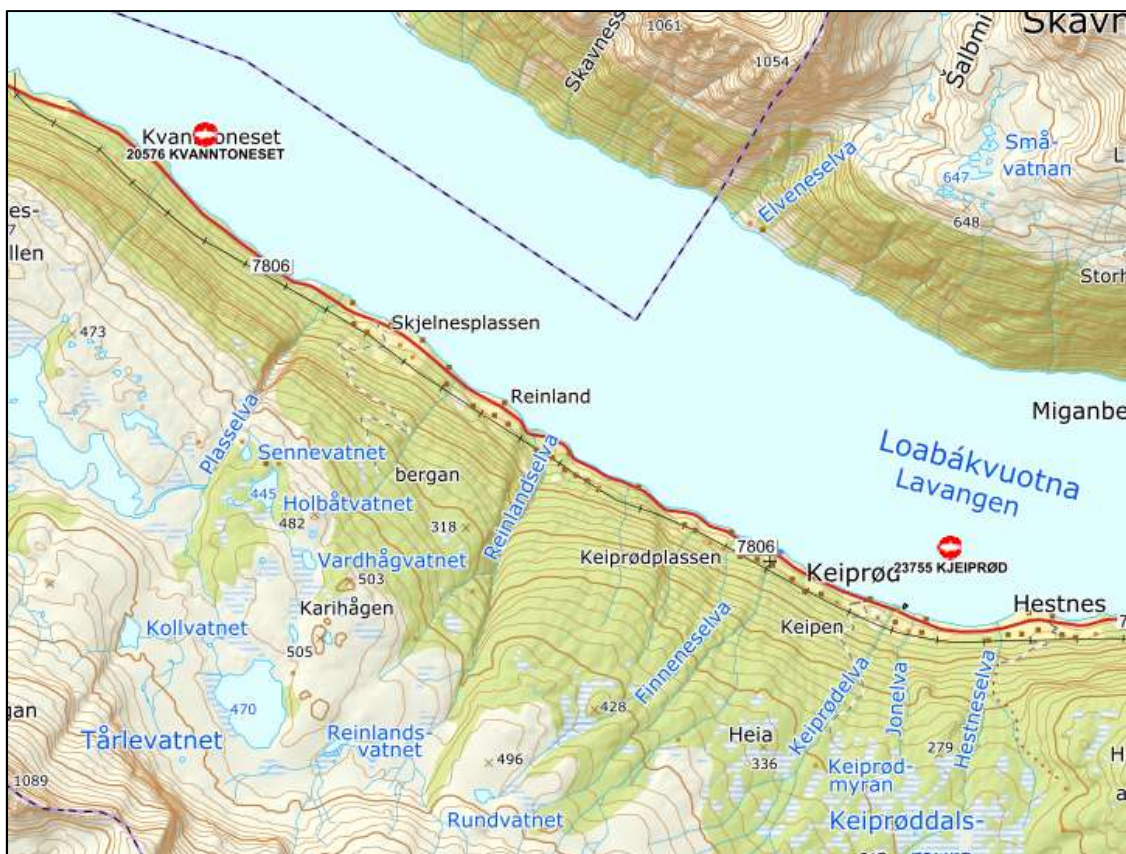 Skavn
1061
Skavness
1054
Šalbmi
Små-
vatnan
647
648
Elveneselva
Storh
Kvanntoneset
20576 KVANNTONESET
es-
llen
7806
473
Skjelnesplassen
Reinland
Miganbe
Loabákvuotna
Lavangen
Plasselva
Sennevatnet
445
Holbåtvatnet
482
bergan
318
Reinlandselva
Vardhågvatnet
503
Karihågen
505
Keiprødplassen
7806
Keiprød
23755 KJEIPRØD
Hestnes
7
Keipen
Kollvatnet
470
Tårlevatnet
gan
1089
Reinlands-
vatnet
Finneneselva
428
496
Rundvatnet
Heia
336
Keiprødelva
Jonelva
Hestneselva
279
Keiprød-
myran
Keiprøddals-
H
a